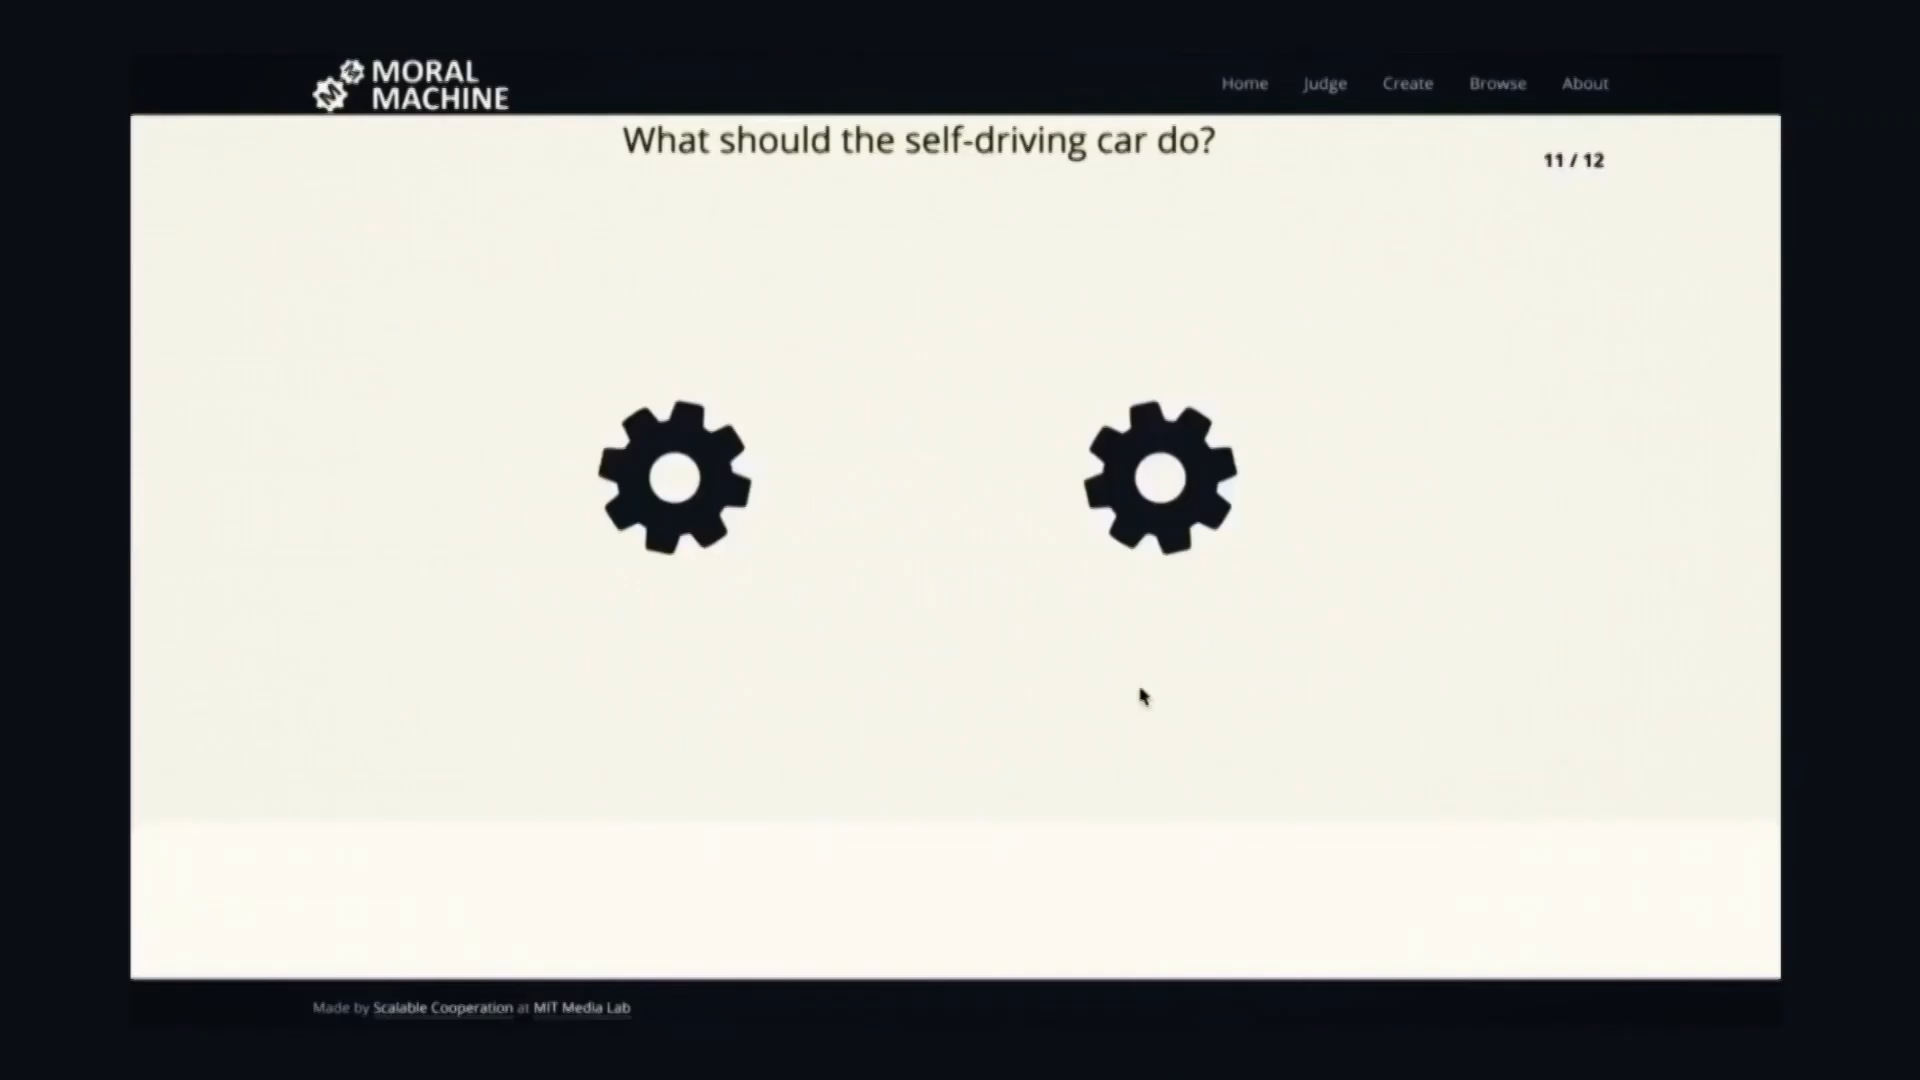 MORAL
MACHINE
Home Judge Create Browse About
What should the self-driving car do?
11 / 12
Made by Scalable Cooperation at MIT Media Lab